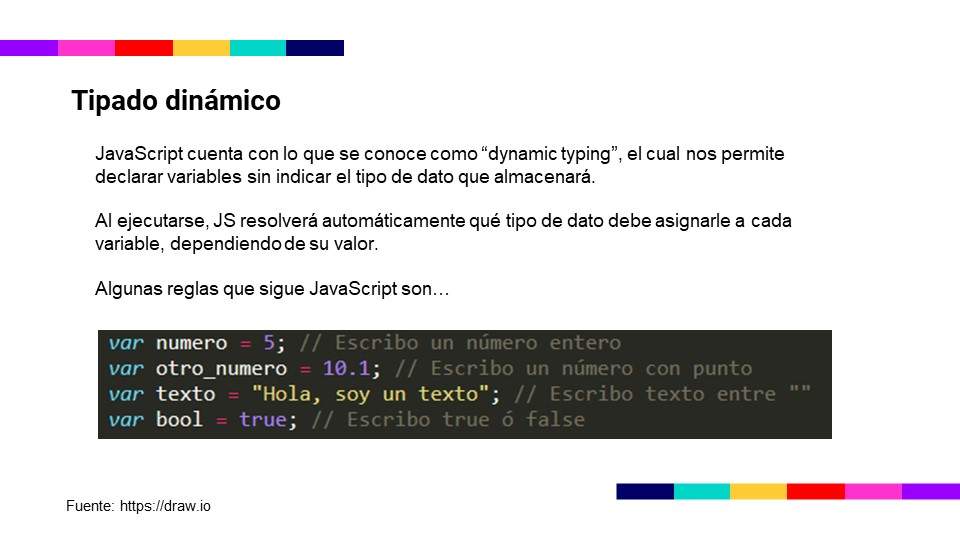 Tipado dinámico
JavaScript cuenta con lo que se conoce como “dynamic typing”, el cual nos permite
declarar variables sin indicar el tipo de dato que almacenará.
Al ejecutarse, JS resolverá automáticamente qué tipo de dato debe asignarle a cada
variable, dependiendo de su valor.
Algunas reglas que sigue JavaScript son…
var numero = 5; // Escribo un número entero
var otro_numero = 10.1; // Escribo un número con punto
var texto = "Hola, soy un texto"; // Escribo texto entre ""
var bool = true; // Escribo true ó false
Fuente: https://draw.io